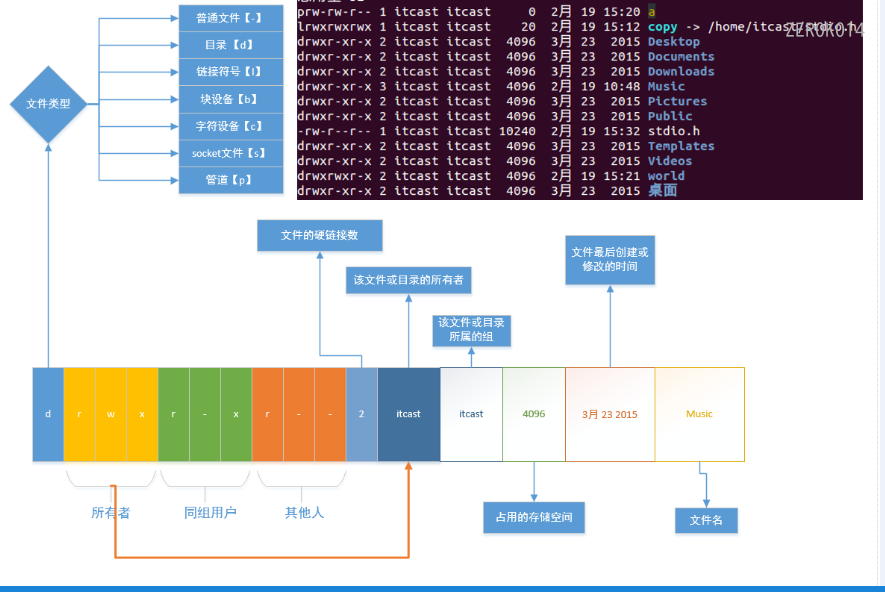 普通文件【-】
目录【d】
链接符号【l】
块设备【b】
字符设备【c】
socket文件【s】
管道【p】
文件类型
prw-rw-r-- 1 itcast itcast 0 2月 19 15:20 a
lrwxrwxrwx 1 itcast itcast 20 2月 19 15:12 copy -> /home/itcast/stdio.h
ZER0R014
drwxr-xr-x 2 itcast itcast 4096 3月 23 2015 Desktop
drwxr-xr-x 2 itcast itcast 4096 3月 23 2015 Documents
drwxr-xr-x 2 itcast itcast 4096 3月 23 2015 Downloads
drwxr-xr-x 3 itcast itcast 4096 2月 19 10:48 Music
drwxr-xr-x 2 itcast itcast 4096 3月 23 2015 Pictures
drwxr-xr-x 2 itcast itcast 4096 3月 23 2015 Public
-rw-r--r-- 1 itcast itcast 10240 2月 19 15:32 stdio.h
drwxr-xr-x 2 itcast itcast 4096 3月 23 2015 Templates
drwxr-xr-x 2 itcast itcast 4096 3月 23 2015 Videos
drwxrwxr-x 2 itcast itcast 4096 2月 19 15:21 world
drwxr-xr-x 2 itcast itcast 4096 3月 23 2015 桌面
文件的硬链接数
该文件或目录的所有者
该文件或目录
所属的组
文件最后创建或
修改的时间
d r w x r - x r - - 2 itcast itcast 4096 3月 23 2015 Music
所有者 同组用户 其他人
占用的存储空间
文件名